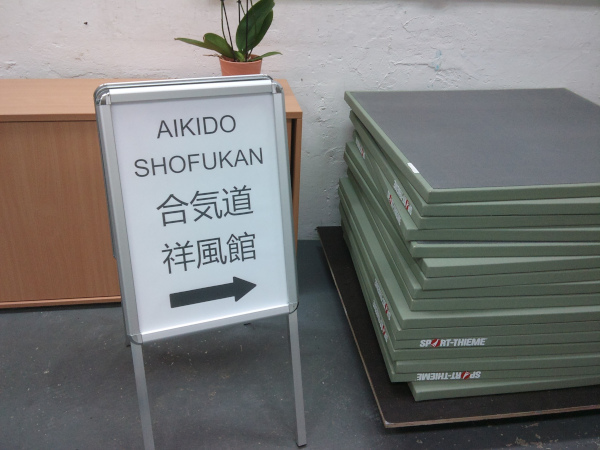 AIKIDO
SHOFUKAN
合気道
祥風館
SPORT-THIEME
SPORT-THIEME